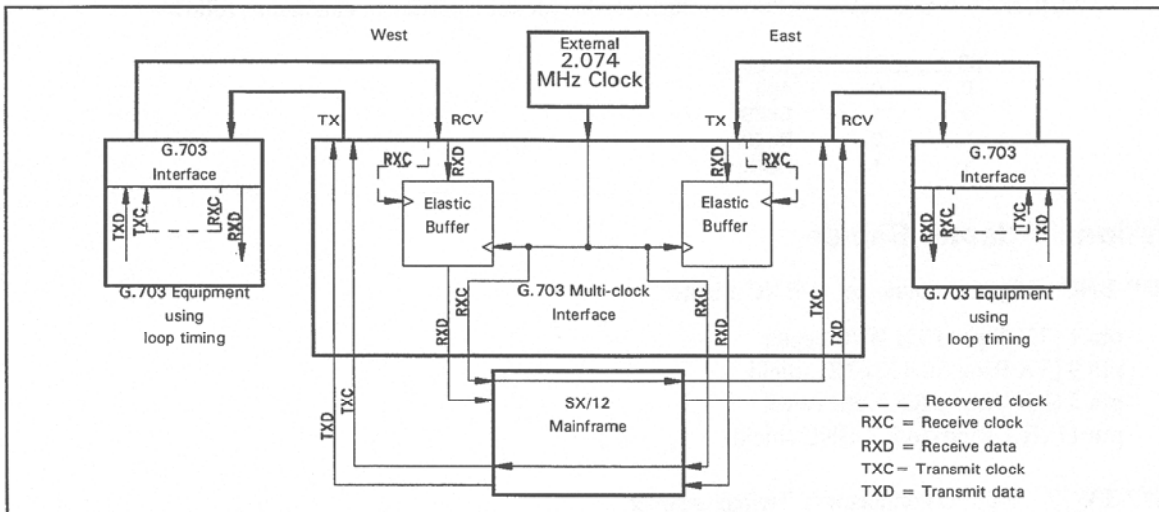 West
External
2.074
MHz Clock
East
TX
RCV
TX
RCV
G.703
Interface
TXD
TXC
RXC
RXD
G.703 Equipment
using
loop timing
RXC
RXD
Elastic
Buffer
RXD
RXC
Elastic
Buffer
G.703 Multi-clock
Interface
RXD
RXC
RXC
RXD
TXD
TXC
TXC
TXD
SX/12
Mainframe
G.703
Interface
RXD
RXC
TXC
TXD
G.703 Equipment
using
loop timing
Recovered clock
RXC = Receive clock
RXD = Receive data
TXC = Transmit clock
TXD = Transmit data